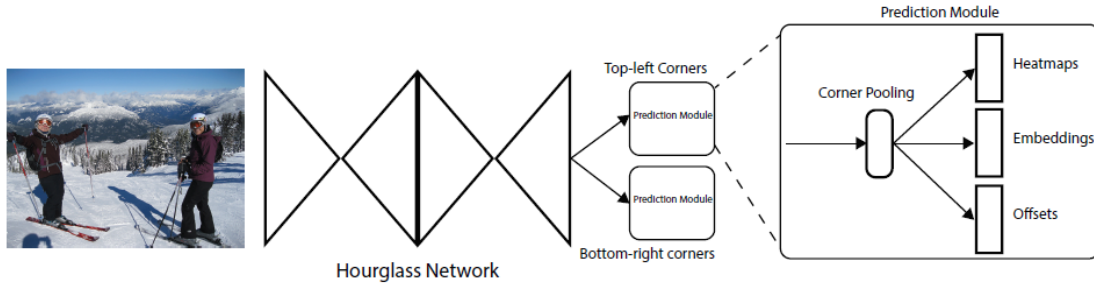 Prediction Module
Top-left Corners
Heatmaps
Corner Pooling
Prediction Module
Embeddings
Prediction Module
Offsets
Bottom-right corners
Hourglass Network